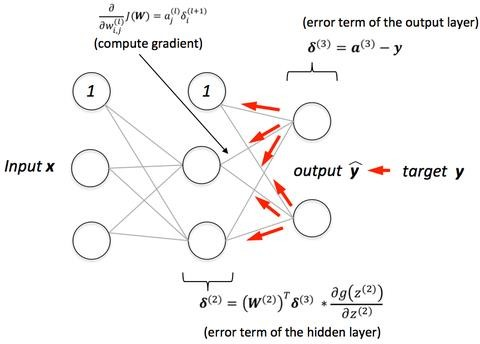 ∂/∂w_{i,j}^{(l)} J(W) = a_j^{(l)} δ_i^{(l+1)}
(compute gradient)
(error term of the output layer)
δ^{(3)} = a^{(3)} − y
1
1
Input x
output ŷ
target y
δ^{(2)} = (W^{(2)})^T δ^{(3)} * ∂g(z^{(2)})/∂z^{(2)}
(error term of the hidden layer)